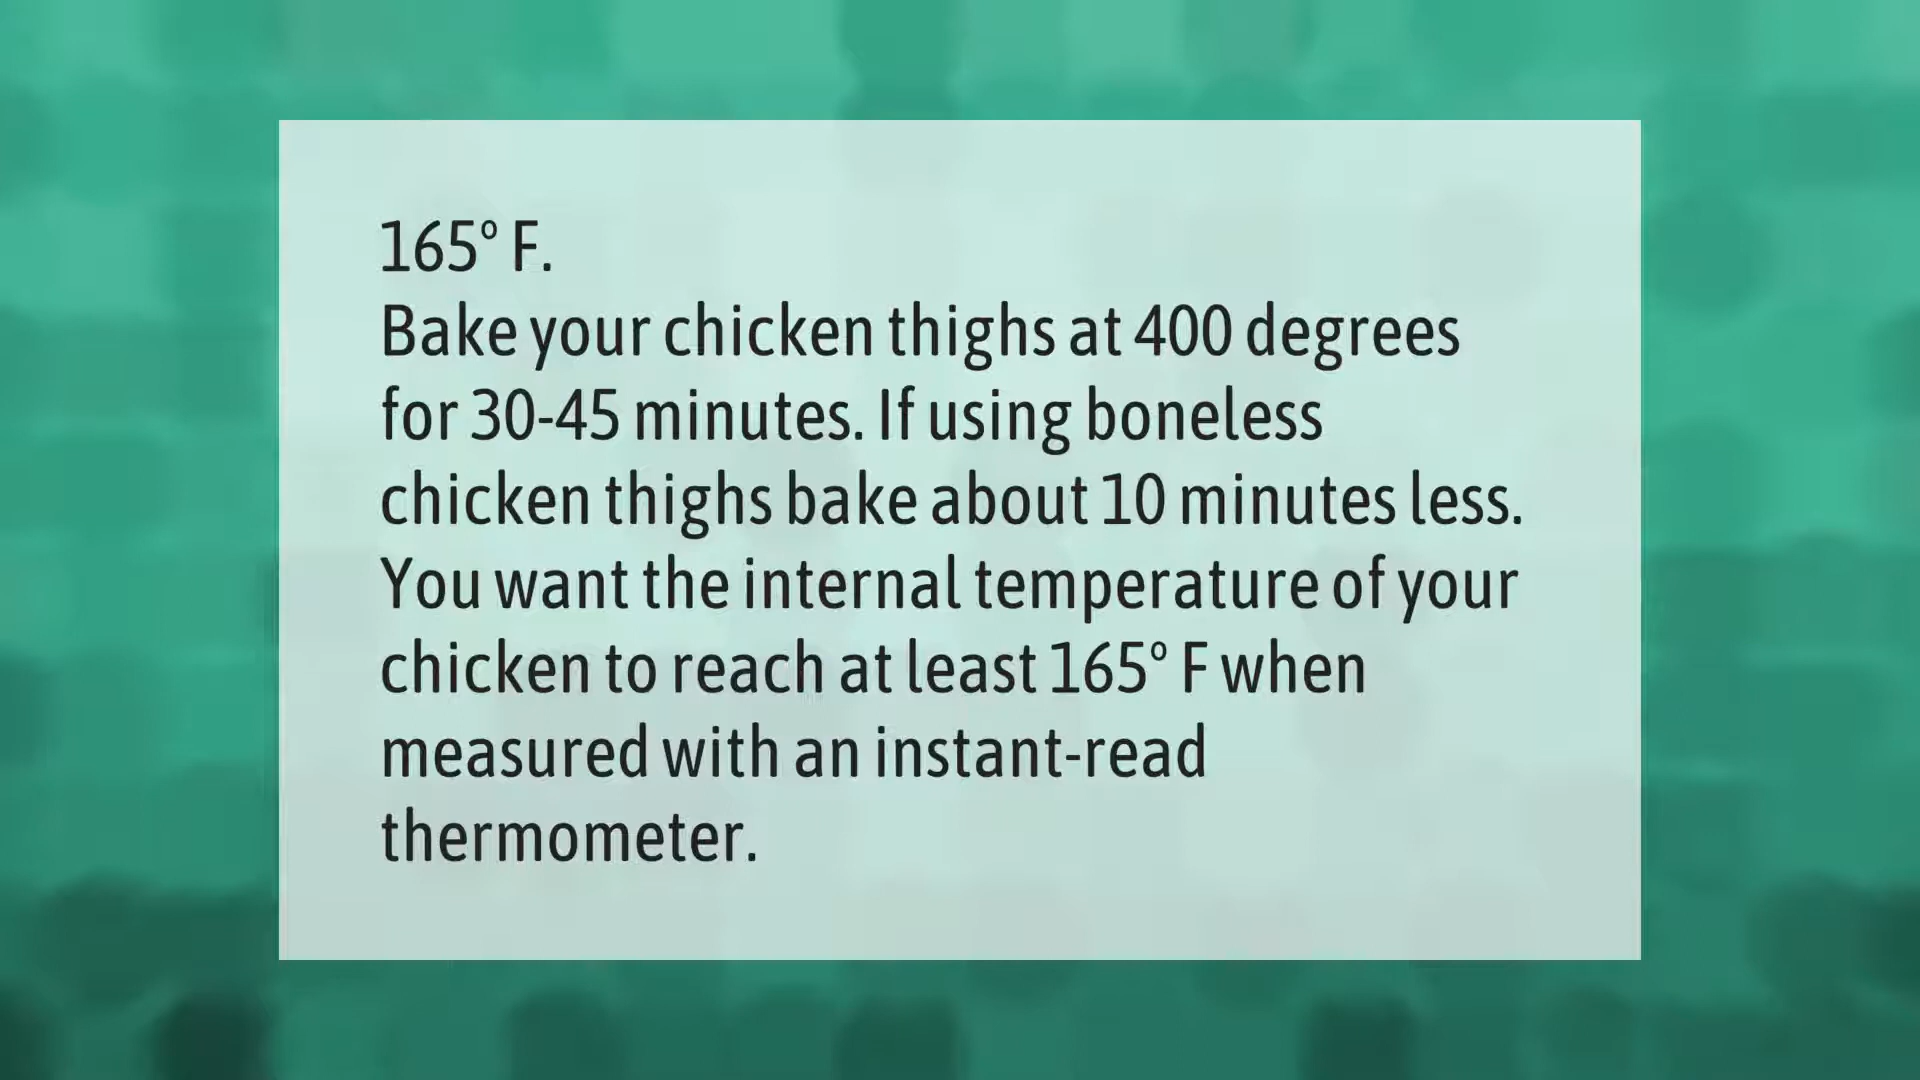 165º F.
Bake your chicken thighs at 400 degrees
for 30-45 minutes. If using boneless
chicken thighs bake about 10 minutes less.
You want the internal temperature of your
chicken to reach at least 165º F when
measured with an instant-read
thermometer.